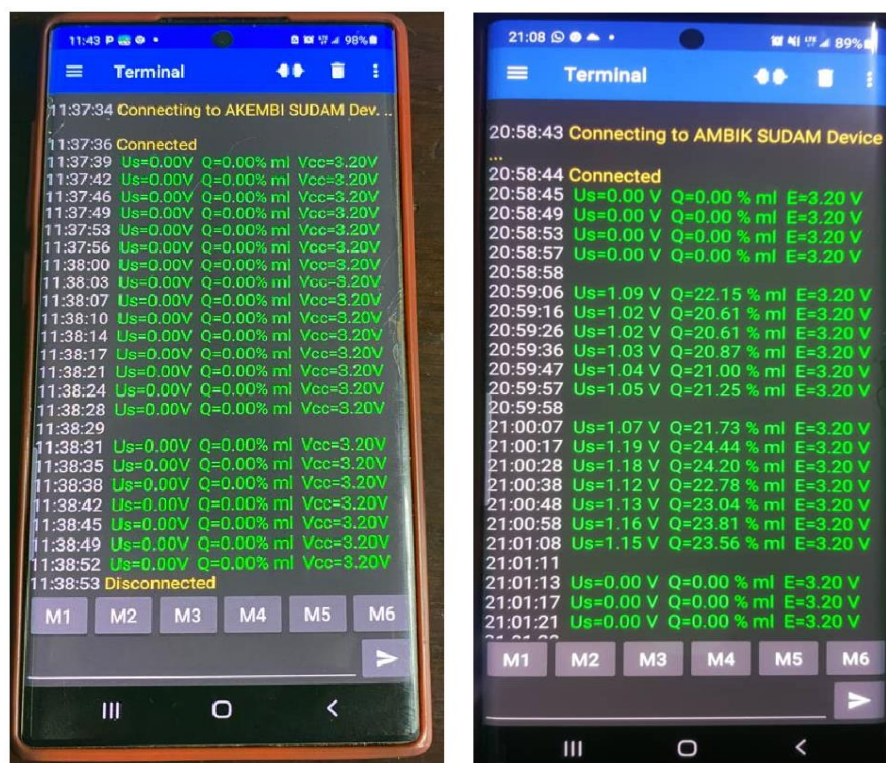 11:43
98%
Terminal
11:37:34 Connecting to AKEMBI SUDAM Dev. ...
11:37:36 Connected
11:37:39 Us=0.00V Q=0.00% ml Vcc=3.20V
11:37:42 Us=0.00V Q=0.00% ml Vcc=3.20V
11:37:46 Us=0.00V Q=0.00% ml Vcc=3.20V
11:37:49 Us=0.00V Q=0.00% ml Vcc=3.20V
11:37:53 Us=0.00V Q=0.00% ml Vcc=3.20V
11:37:56 Us=0.00V Q=0.00% ml Vcc=3.20V
11:38:00 Us=0.00V Q=0.00% ml Vcc=3.20V
11:38:03 Us=0.00V Q=0.00% ml Vcc=3.20V
11:38:07 Us=0.00V Q=0.00% ml Vcc=3.20V
11:38:10 Us=0.00V Q=0.00% ml Vcc=3.20V
11:38:14 Us=0.00V Q=0.00% ml Vcc=3.20V
11:38:17 Us=0.00V Q=0.00% ml Vcc=3.20V
11:38:21 Us=0.00V Q=0.00% ml Vcc=3.20V
11:38:24 Us=0.00V Q=0.00% ml Vcc=3.20V
11:38:28 Us=0.00V Q=0.00% ml Vcc=3.20V
11:38:29
11:38:31 Us=0.00V Q=0.00% ml Vcc=3.20V
11:38:35 Us=0.00V Q=0.00% ml Vcc=3.20V
11:38:38 Us=0.00V Q=0.00% ml Vcc=3.20V
11:38:42 Us=0.00V Q=0.00% ml Vcc=3.20V
11:38:45 Us=0.00V Q=0.00% ml Vcc=3.20V
11:38:49 Us=0.00V Q=0.00% ml Vcc=3.20V
11:38:52 Us=0.00V Q=0.00% ml Vcc=3.20V
11:38:53 Disconnected
M1 M2 M3 M4 M5 M6
21:08
89%
Terminal
20:58:43 Connecting to AMBIK SUDAM Device
...
20:58:44 Connected
20:58:45 Us=0.00 V Q=0.00 % ml E=3.20 V
20:58:49 Us=0.00 V Q=0.00 % ml E=3.20 V
20:58:53 Us=0.00 V Q=0.00 % ml E=3.20 V
20:58:57 Us=0.00 V Q=0.00 % ml E=3.20 V
20:58:58
20:59:06 Us=1.09 V Q=22.15 % ml E=3.20 V
20:59:16 Us=1.02 V Q=20.61 % ml E=3.20 V
20:59:26 Us=1.02 V Q=20.61 % ml E=3.20 V
20:59:36 Us=1.03 V Q=20.87 % ml E=3.20 V
20:59:47 Us=1.04 V Q=21.00 % ml E=3.20 V
20:59:57 Us=1.05 V Q=21.25 % ml E=3.20 V
20:59:58
21:00:07 Us=1.07 V Q=21.73 % ml E=3.20 V
21:00:17 Us=1.19 V Q=24.44 % ml E=3.20 V
21:00:28 Us=1.18 V Q=24.20 % ml E=3.20 V
21:00:38 Us=1.12 V Q=22.78 % ml E=3.20 V
21:00:48 Us=1.13 V Q=23.04 % ml E=3.20 V
21:00:58 Us=1.16 V Q=23.81 % ml E=3.20 V
21:01:08 Us=1.15 V Q=23.56 % ml E=3.20 V
21:01:11
21:01:13 Us=0.00 V Q=0.00 % ml E=3.20 V
21:01:17 Us=0.00 V Q=0.00 % ml E=3.20 V
21:01:21 Us=0.00 V Q=0.00 % ml E=3.20 V
M1 M2 M3 M4 M5 M6